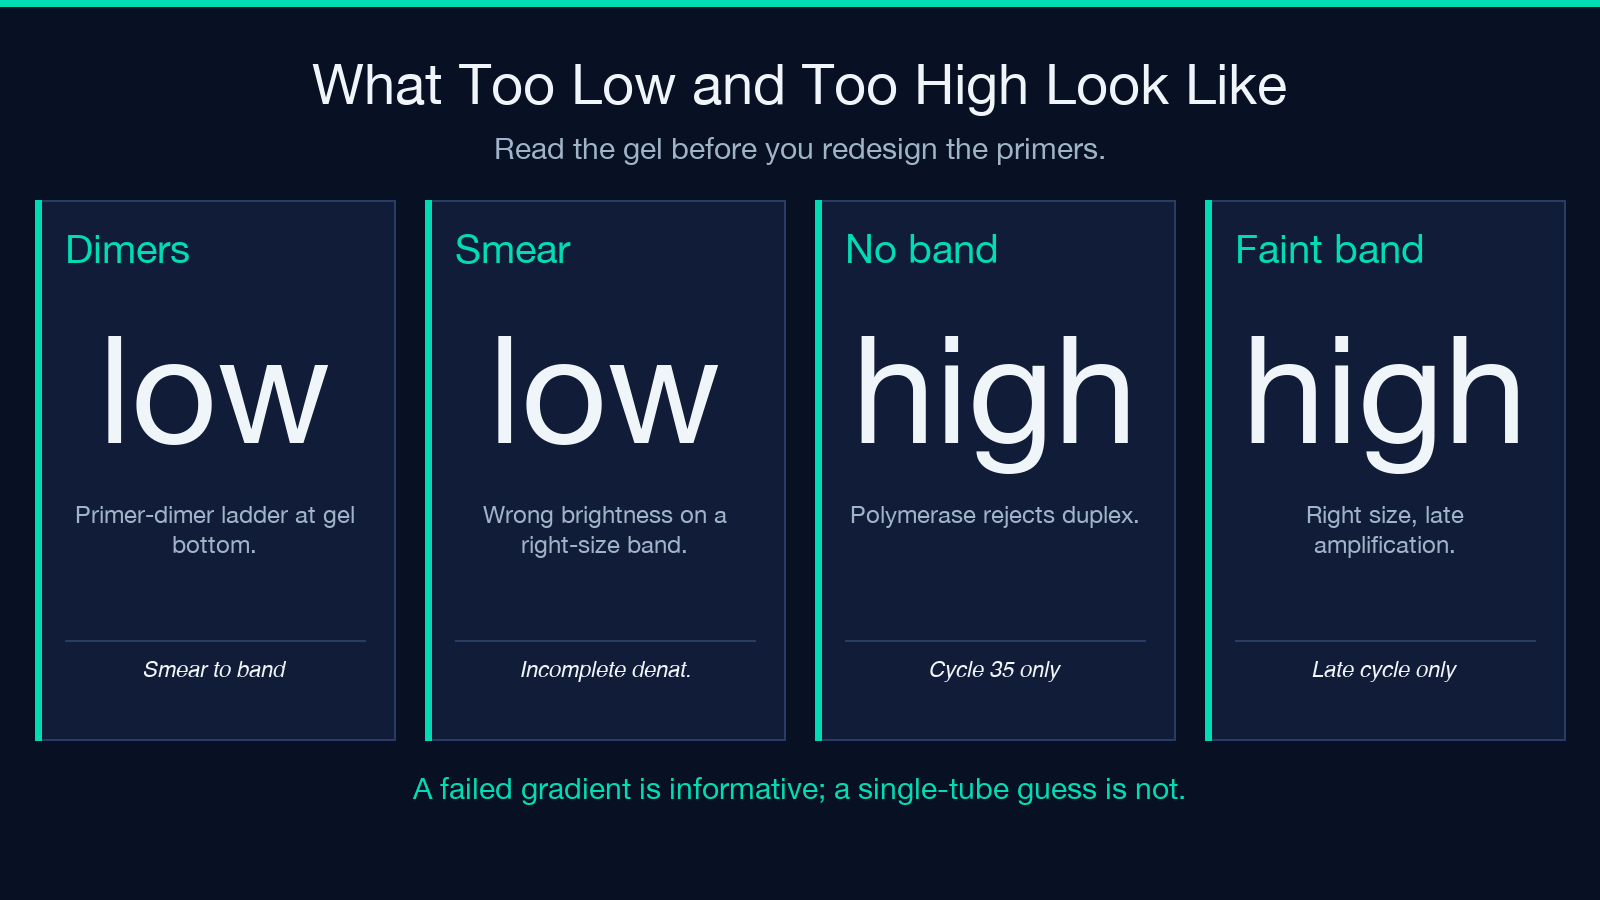 What Too Low and Too High Look Like
Read the gel before you redesign the primers.
Dimers
low
Primer-dimer ladder at gel
bottom.
Smear to band
Smear
low
Wrong brightness on a
right-size band.
Incomplete denat.
No band
high
Polymerase rejects duplex.
Cycle 35 only
Faint band
high
Right size, late
amplification.
Late cycle only
A failed gradient is informative; a single-tube guess is not.